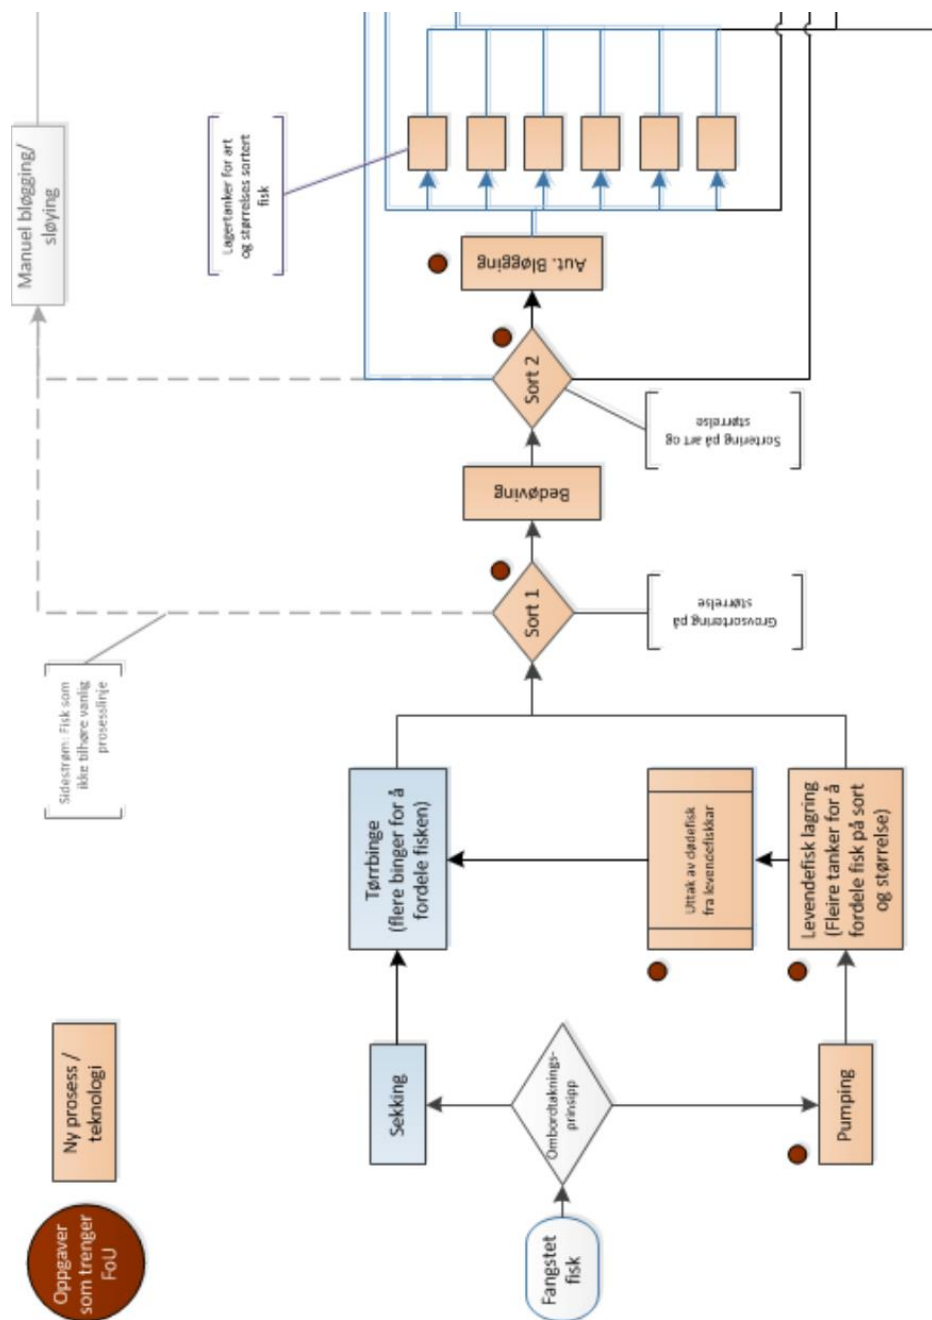 Oppgaver
som trenger
FoU
Ny prosess /
teknologi
Fangstet
fisk
Ombordtaknings-
prinsipp
Sekking
Pumping
Tørrbinge
(flere binger for å
fordele fisken)
Uttak av dødefisk
fra levendefiskkar
Levendefisk lagring
(Fleire tanker for å
fordele fisk på sort
og størrelse)
Sidestrøm: Fisk som
ikke tilhøre vanlig
prosesslinje
Sort 1
Grovsortering på
størrelse
Bedøving
Sort 2
Sortering på art og
størrelse
Aut. Bløgging
Lagertanker for art
og størrelses sortert
fisk
Manuel bløgging/
sløying